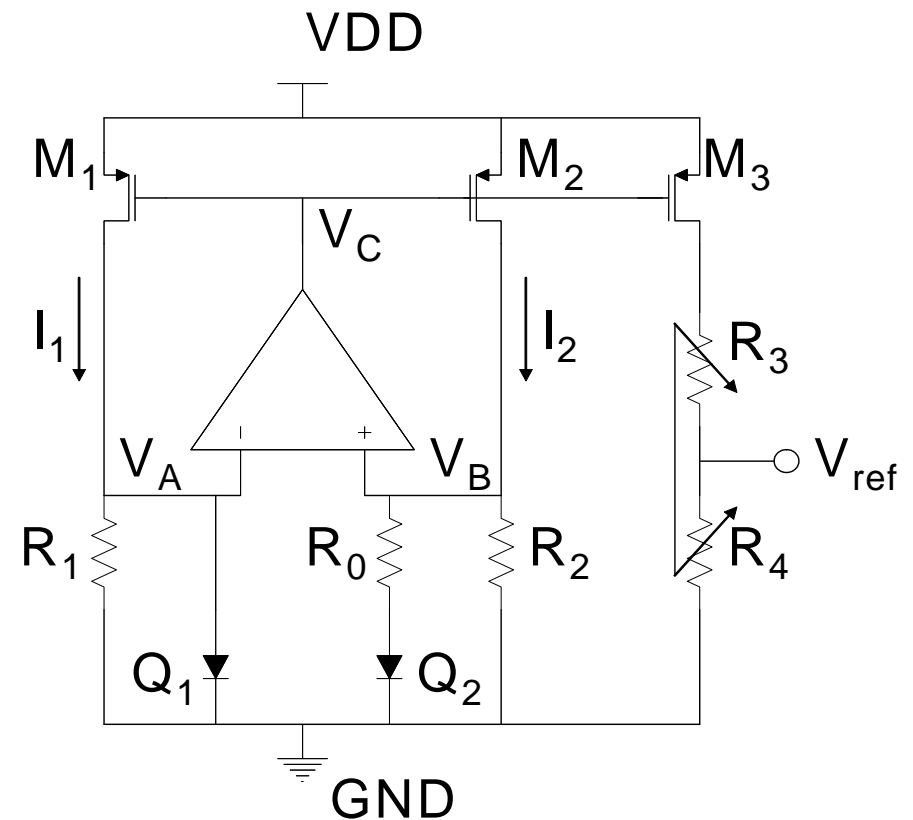 VDD
M1
M2
M3
VC
I1
I2
R3
- +
VA
VB
Vref
R1
R0
R2
R4
Q1
Q2
GND